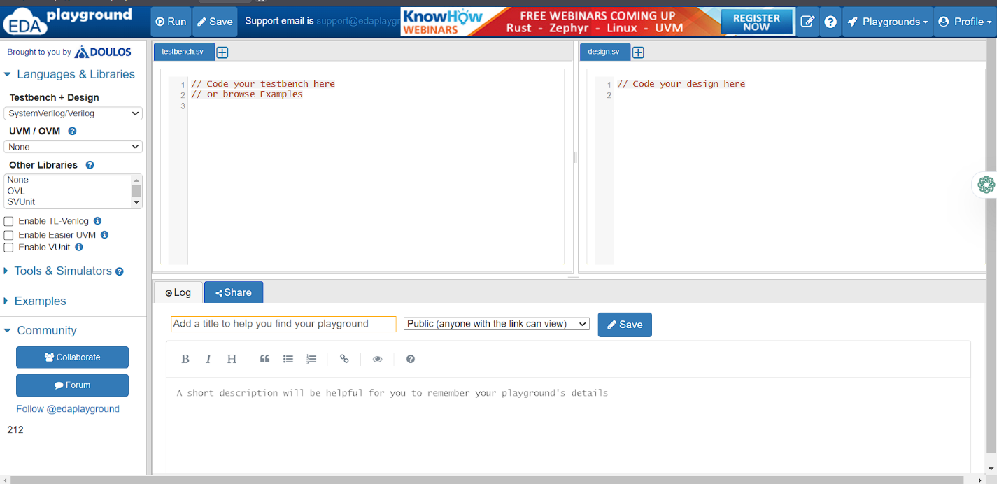 EDA playground
Run
Save
Support email is support@edaplaygr
KnowHow WEBINARS
FREE WEBINARS COMING UP
Rust - Zephyr - Linux - UVM
REGISTER NOW
Playgrounds
Profile
Brought to you by DOULOS
Languages & Libraries
Testbench + Design
SystemVerilog/Verilog
UVM / OVM
None
Other Libraries
None
OVL
SVUnit
Enable TL-Verilog
Enable Easier UVM
Enable VUnit
Tools & Simulators
Examples
Community
Collaborate
Forum
Follow @edaplayground
212
testbench.sv
1 // Code your testbench here
2 // or browse Examples
3
design.sv
1 // Code your design here
2
Log
Share
Add a title to help you find your playground
Public (anyone with the link can view)
Save
B I H
A short description will be helpful for you to remember your playground's details